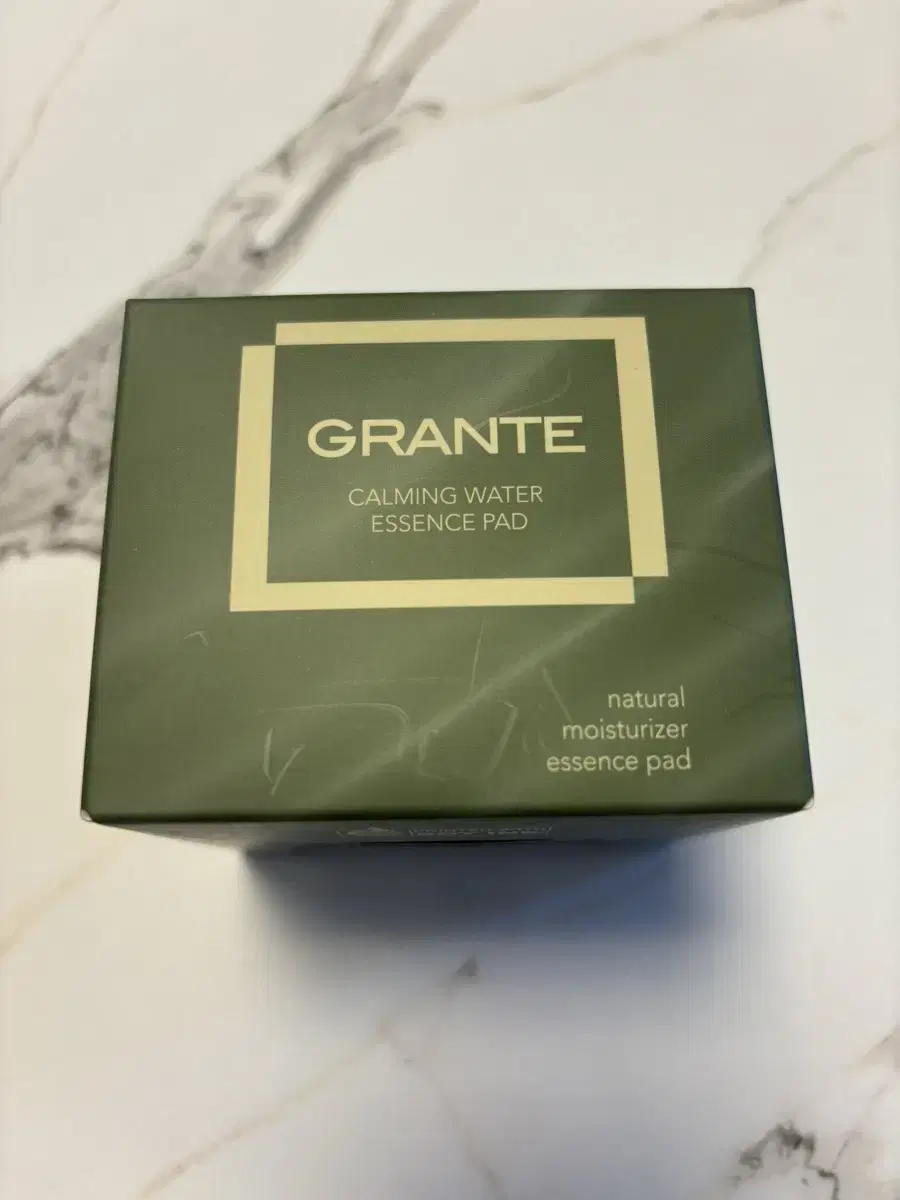 GRANTE
CALMING WATER
ESSENCE PAD
natural
moisturizer
essence pad